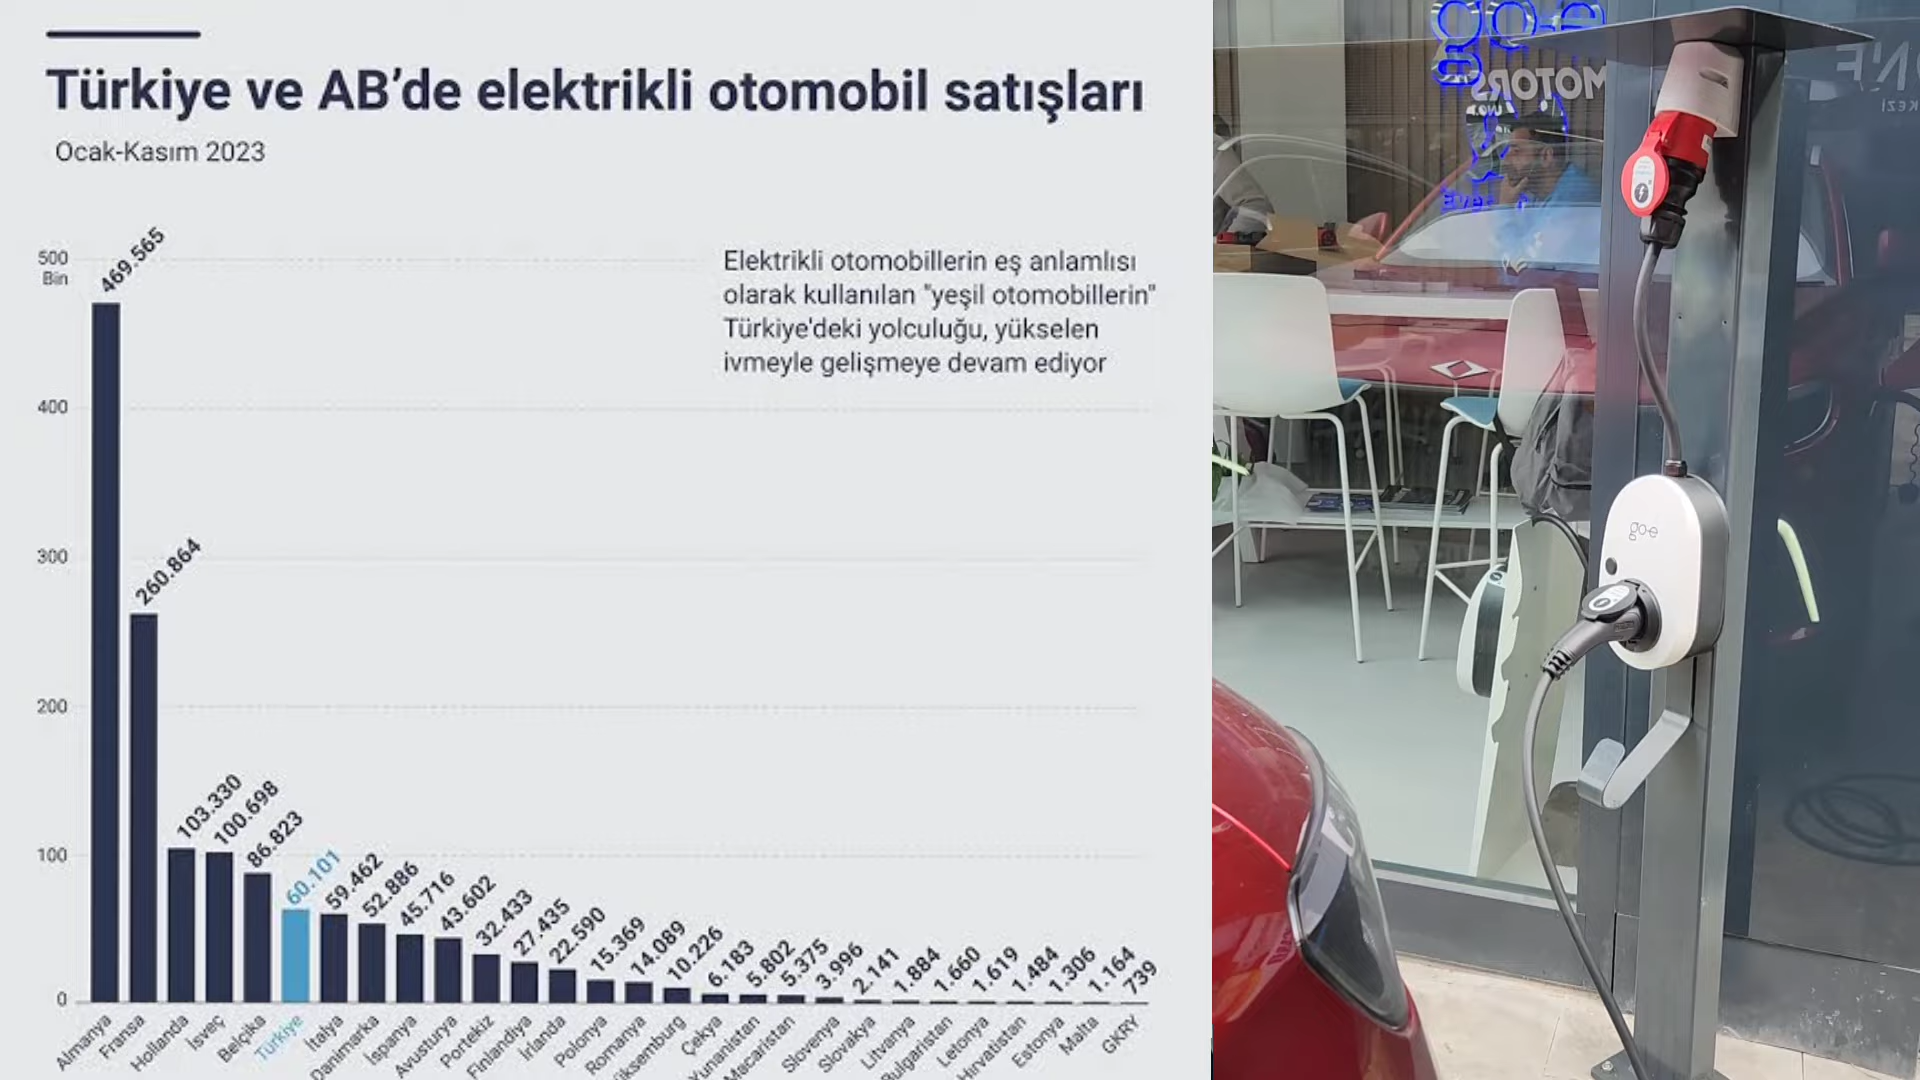 Türkiye ve AB’de elektrikli otomobil satışları
Ocak-Kasım 2023
Elektrikli otomobillerin eş anlamlısı
olarak kullanılan "yeşil otomobillerin"
Türkiye'deki yolculuğu, yükselen
ivmeyle gelişmeye devam ediyor
500
Bin
400
300
200
100
0
469.565
260.864
103.330
100.698
86.823
60.101
59.462
52.886
45.716
43.602
32.433
27.435
22.590
15.369
14.089
10.226
6.183
5.802
5.375
3.996
2.141
1.884
1.660
1.619
1.484
1.306
1.164
739
Almanya
Fransa
Hollanda
İsveç
Belçika
Türkiye
İtalya
Danimarka
İspanya
Avusturya
Portekiz
Finlandiya
İrlanda
Polonya
Romanya
üksemburg
Çekya
Yunanistan
Macaristan
Slovenya
Slovakya
Litvanya
Bulgaristan
Letonya
Hırvatistan
Estonya
Malta
GKRY
go-e
MOTORS
go-e